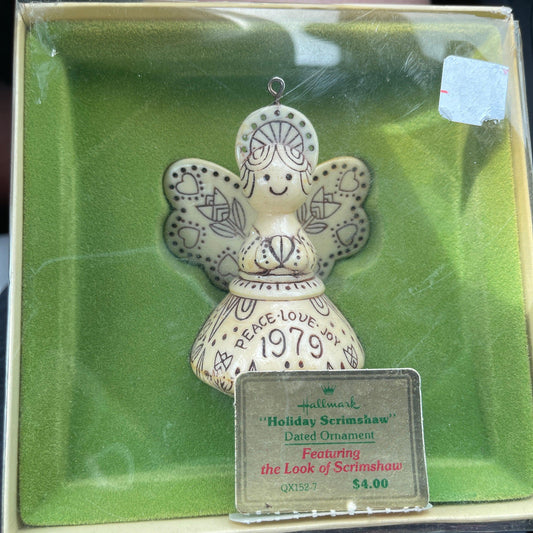 PEACE·LOVE·JOY
1979
Hallmark
"Holiday Scrimshaw"
Dated Ornament
Featuring
the Look of Scrimshaw
QX152-7 $4.00